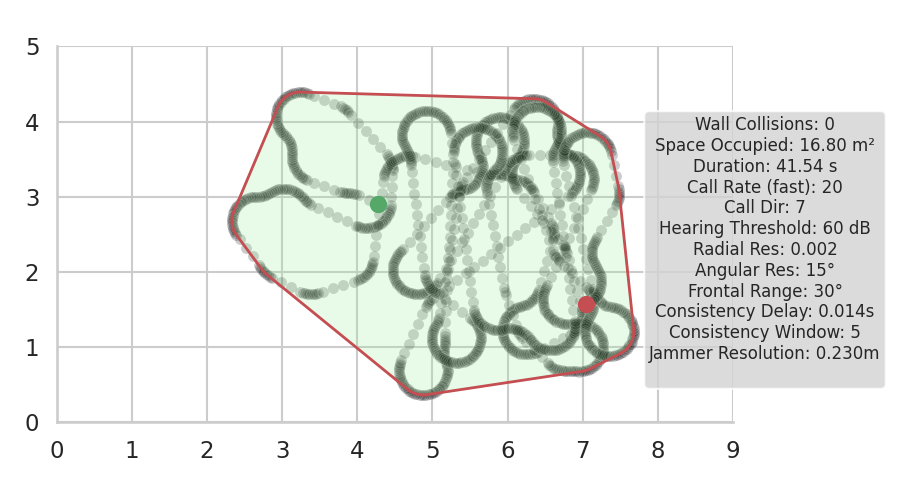 5
4
3
2
1
0
0 1 2 3 4 5 6 7 8 9
Wall Collisions: 0
Space Occupied: 16.80 m²
Duration: 41.54 s
Call Rate (fast): 20
Call Dir: 7
Hearing Threshold: 60 dB
Radial Res: 0.002
Angular Res: 15°
Frontal Range: 30°
Consistency Delay: 0.014s
Consistency Window: 5
Jammer Resolution: 0.230m